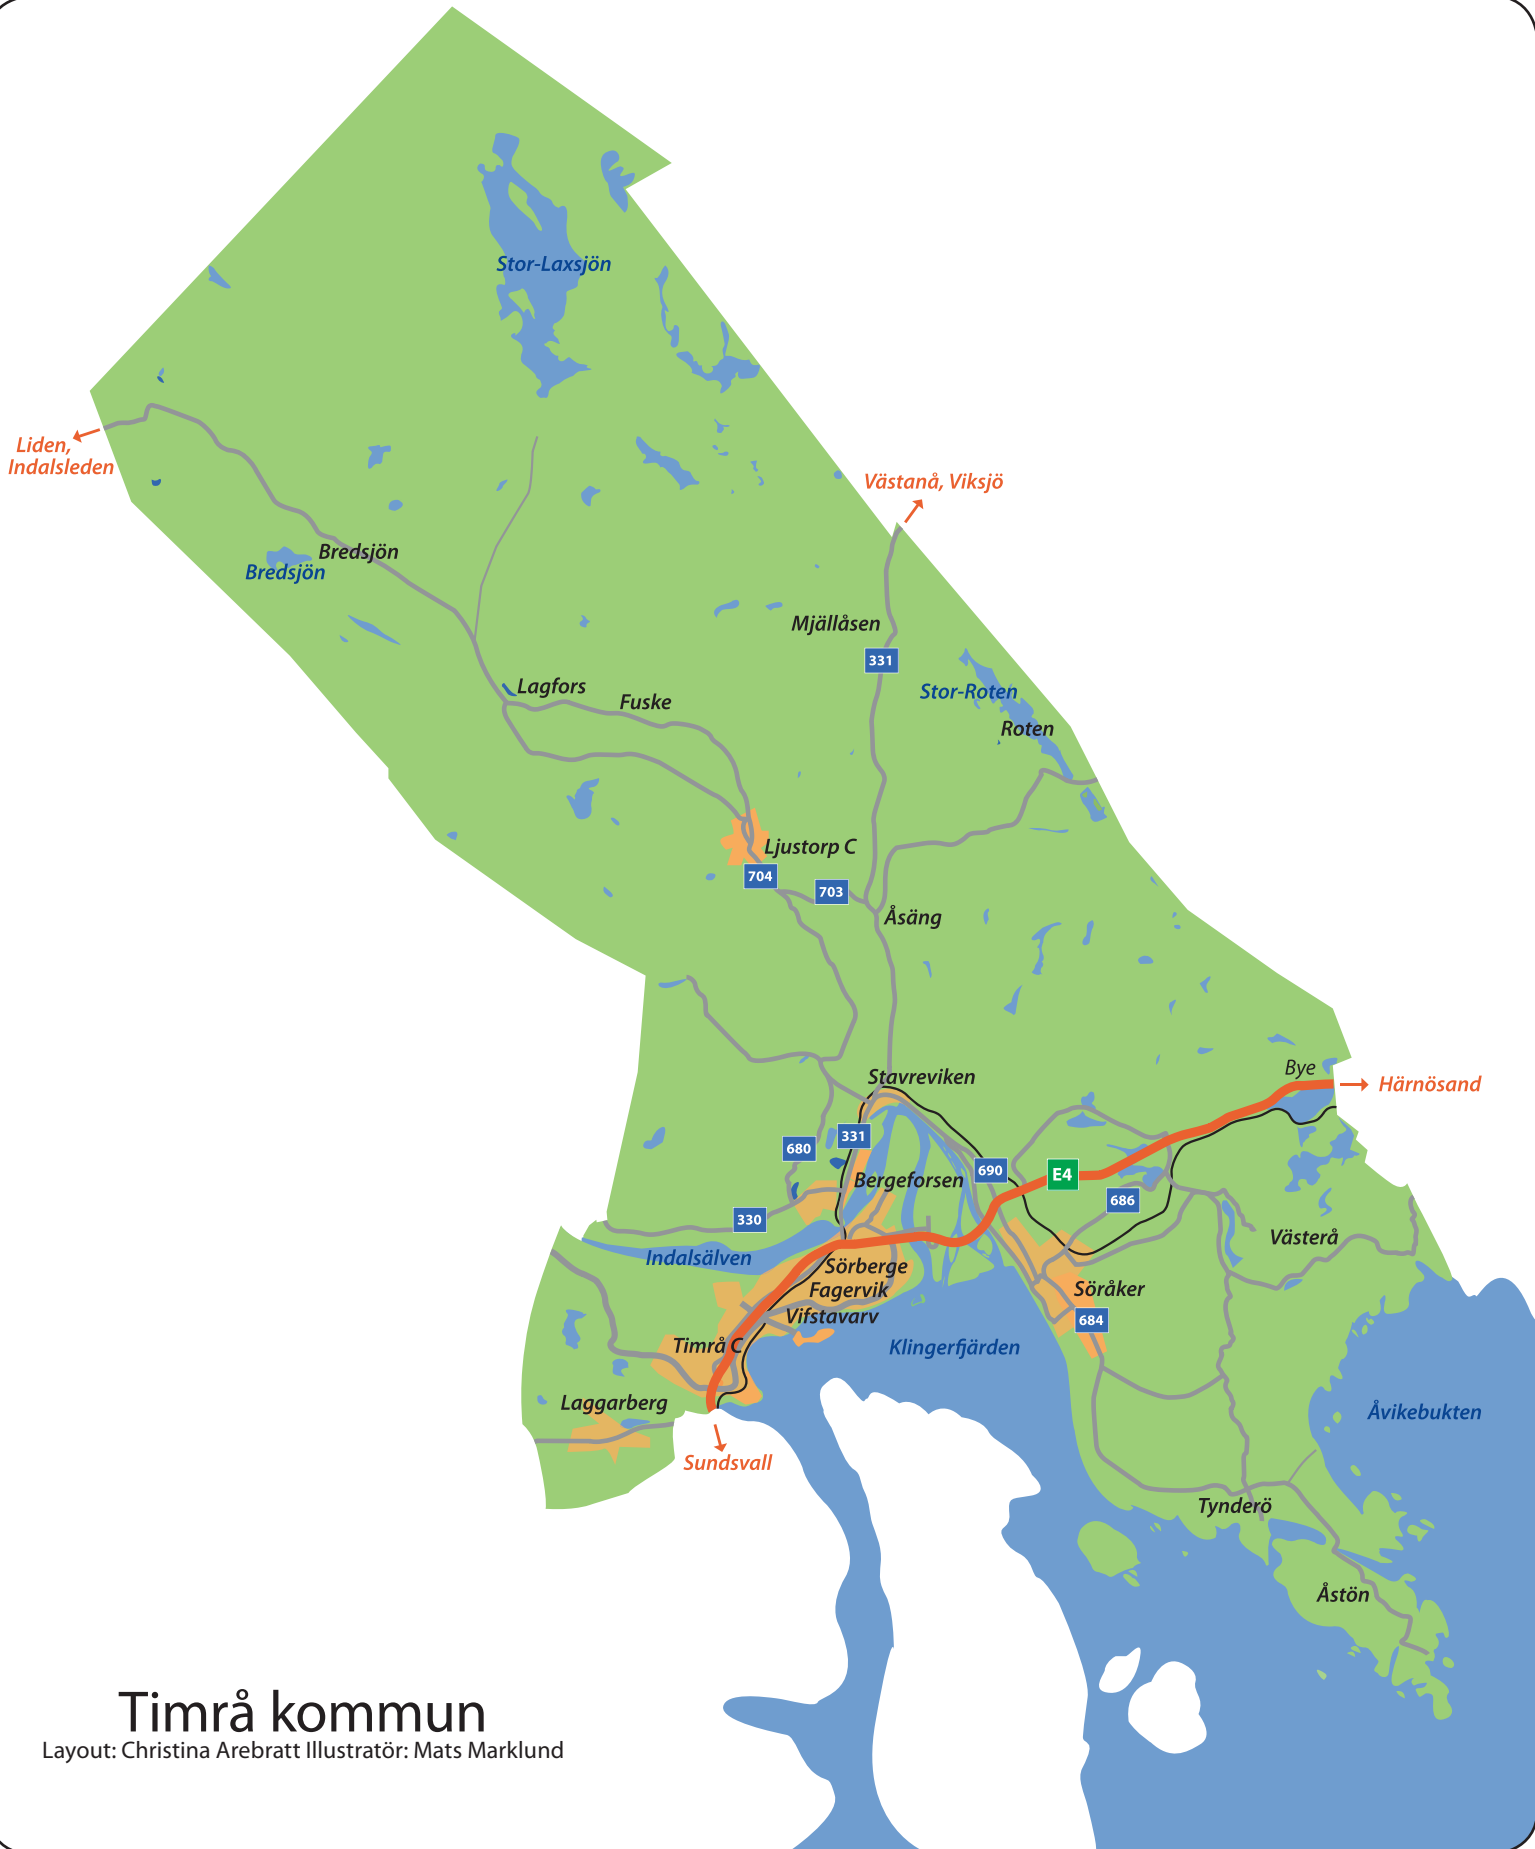 Stor-Laxsjön
Liden,
Indalsleden
Västanå, Viksjö
Bredsjön
Bredsjön
Mjällåsen
331
Stor-Roten
Lagfors
Fuske
Roten
Ljustorp C
704
703
Åsäng
Stavreviken
Bye
Härnösand
331
680
690
E4
Bergeforsen
686
330
Västerå
Indalsälven
Sörberge
Fagervik
Söråker
Vifstavarv
684
Timrå C
Klingerfjärden
Laggarberg
Åvikebukten
Sundsvall
Tynderö
Åstön
Timrå kommun
Layout: Christina Arebratt Illustratör: Mats Marklund